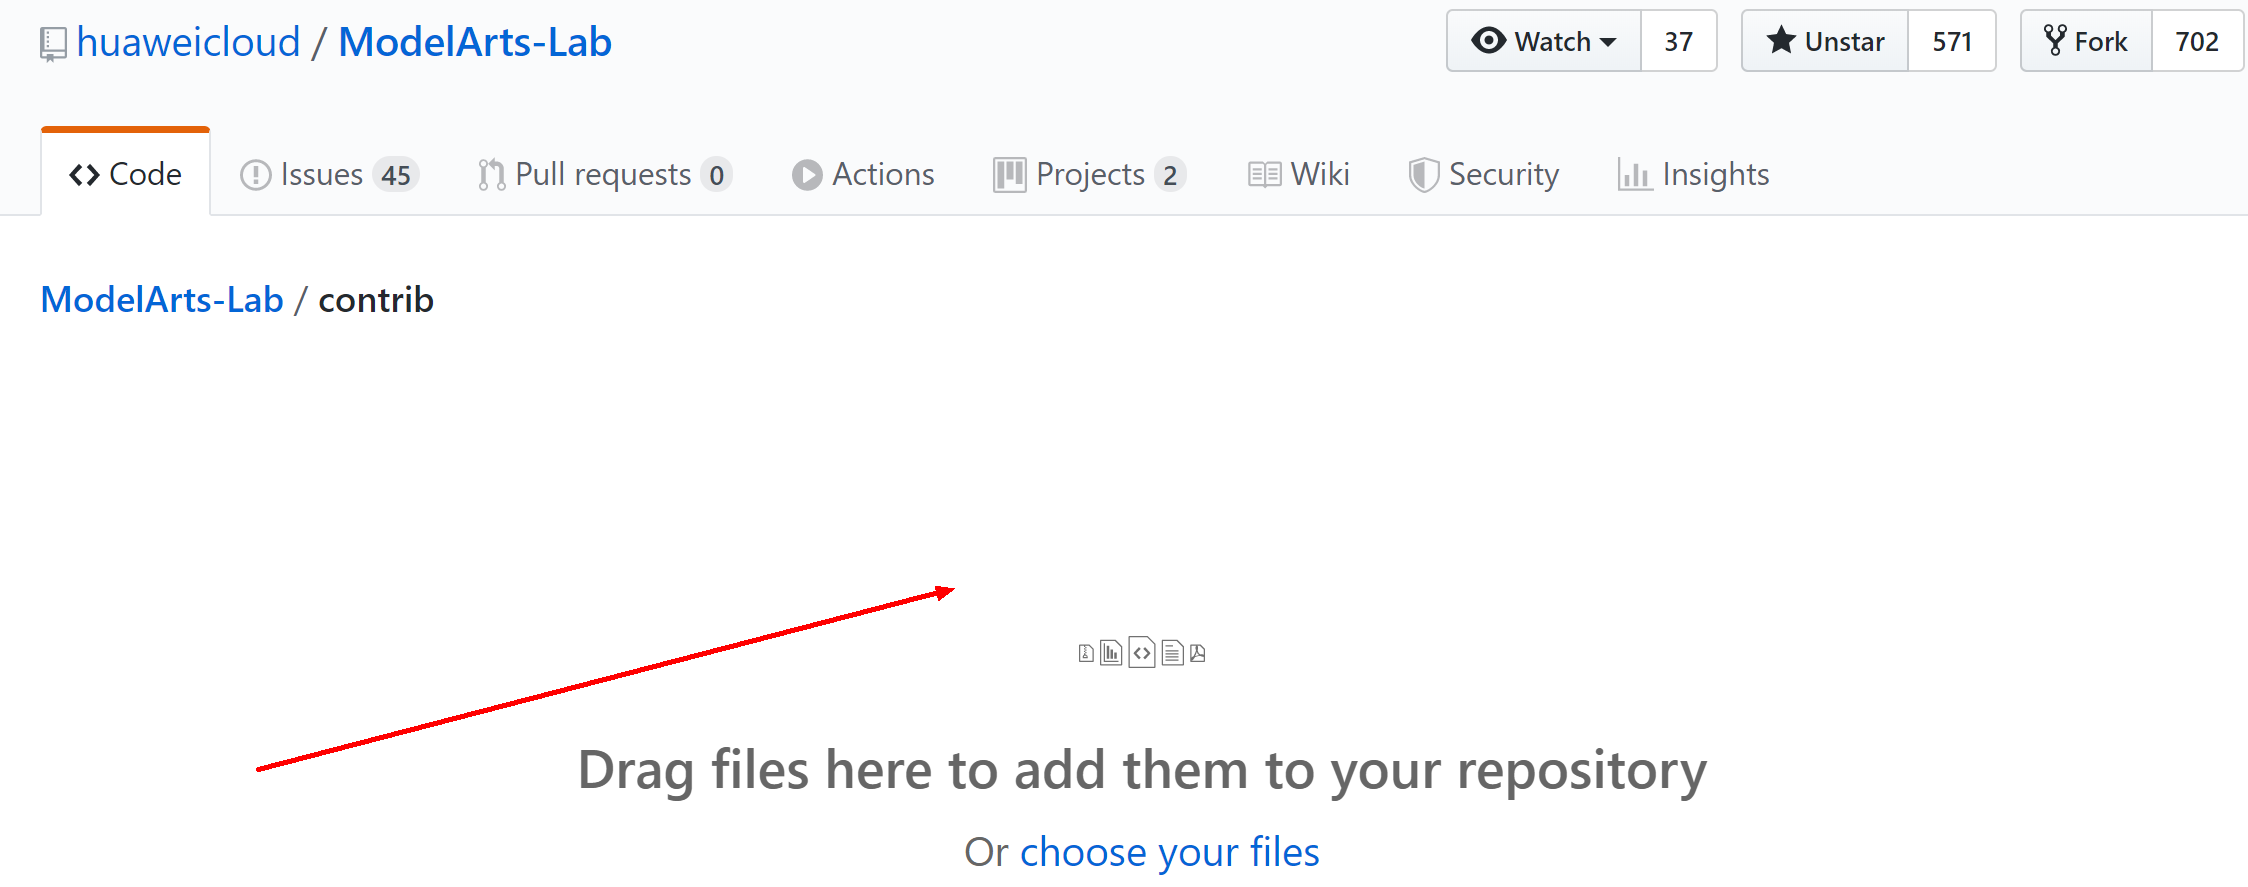 huaweicloud / ModelArts-Lab
Watch 37 Unstar 571 Fork 702
Code Issues 45 Pull requests 0 Actions Projects 2 Wiki Security Insights
ModelArts-Lab / contrib
Drag files here to add them to your repository
Or choose your files